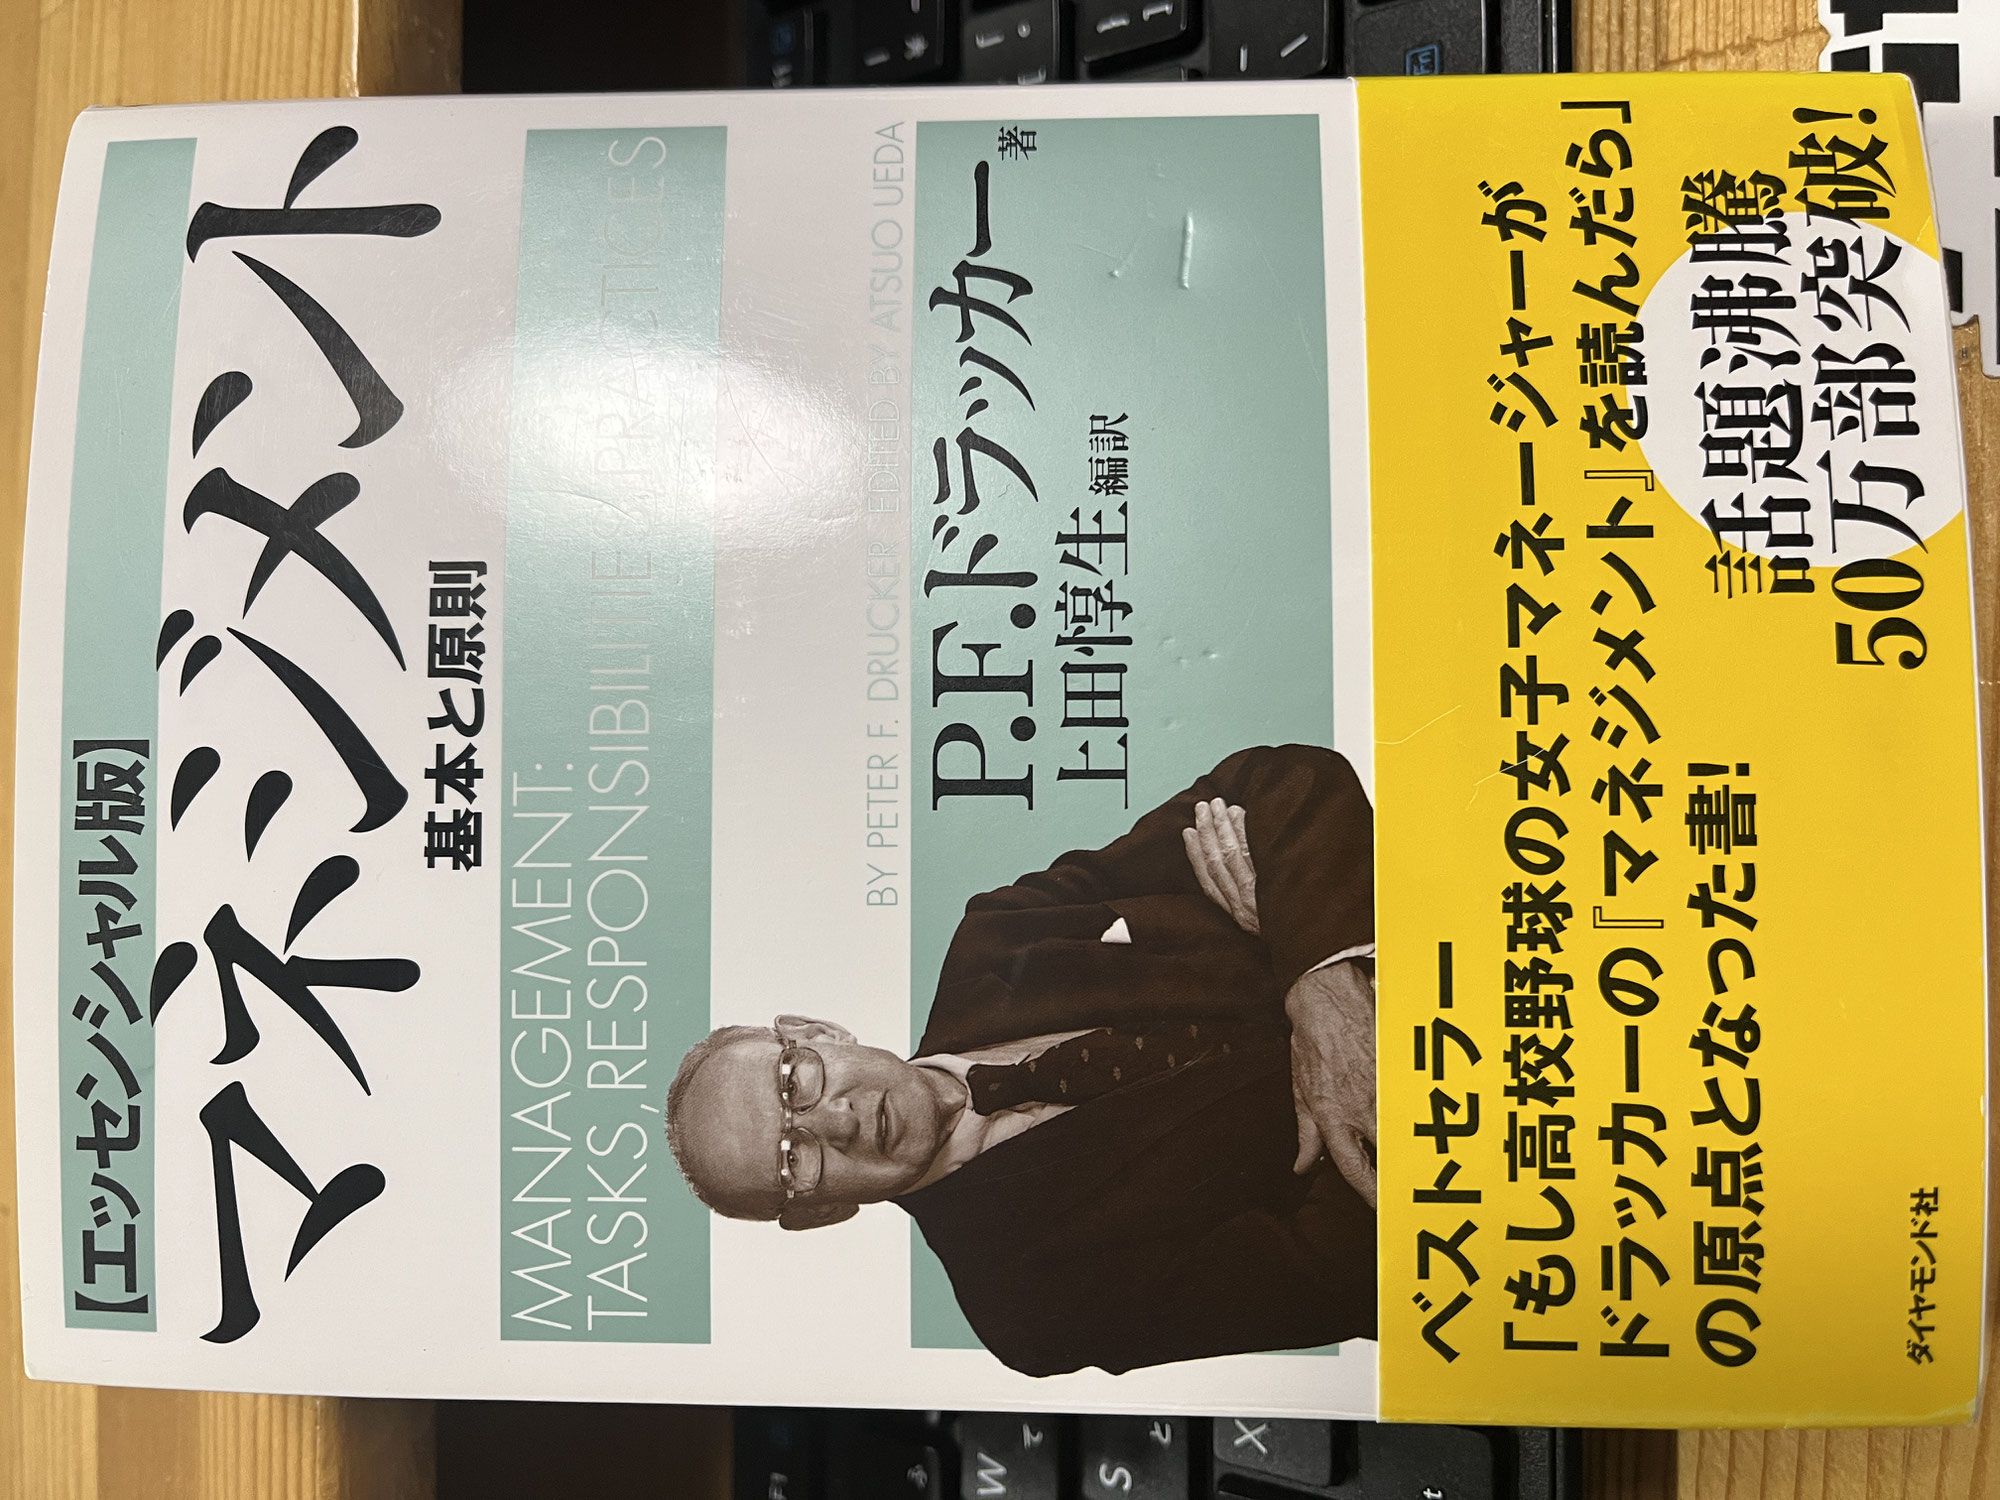 【エッセンシャル版】
マネジメント
基本と原則
MANAGEMENT:
TASKS, RESPONSIBILITIES, PRACTICES
BY PETER F. DRUCKER EDITED BY ATSUO UEDA
P.F.ドラッカー 著
上田惇生 編訳
ベストセラー
「もし高校野球の女子マネージャーが
ドラッカーの『マネジメント』を読んだら」
の原点となった書!
話題沸騰
50万部突破!
ダイヤモンド社
W
て
S
と
X
Fn